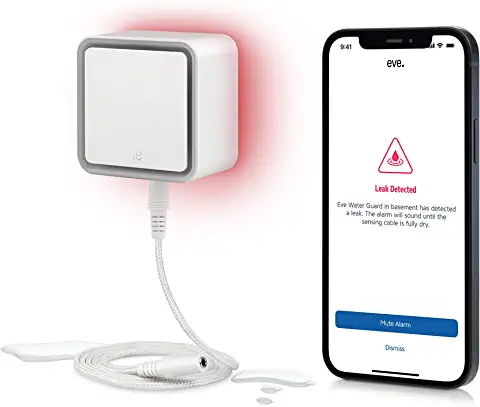 9:41
eve.
Leak Detected
Eve Water Guard in basement has detected
a leak. The alarm will sound until the
sensing cable is fully dry.
Mute Alarm
Dismiss